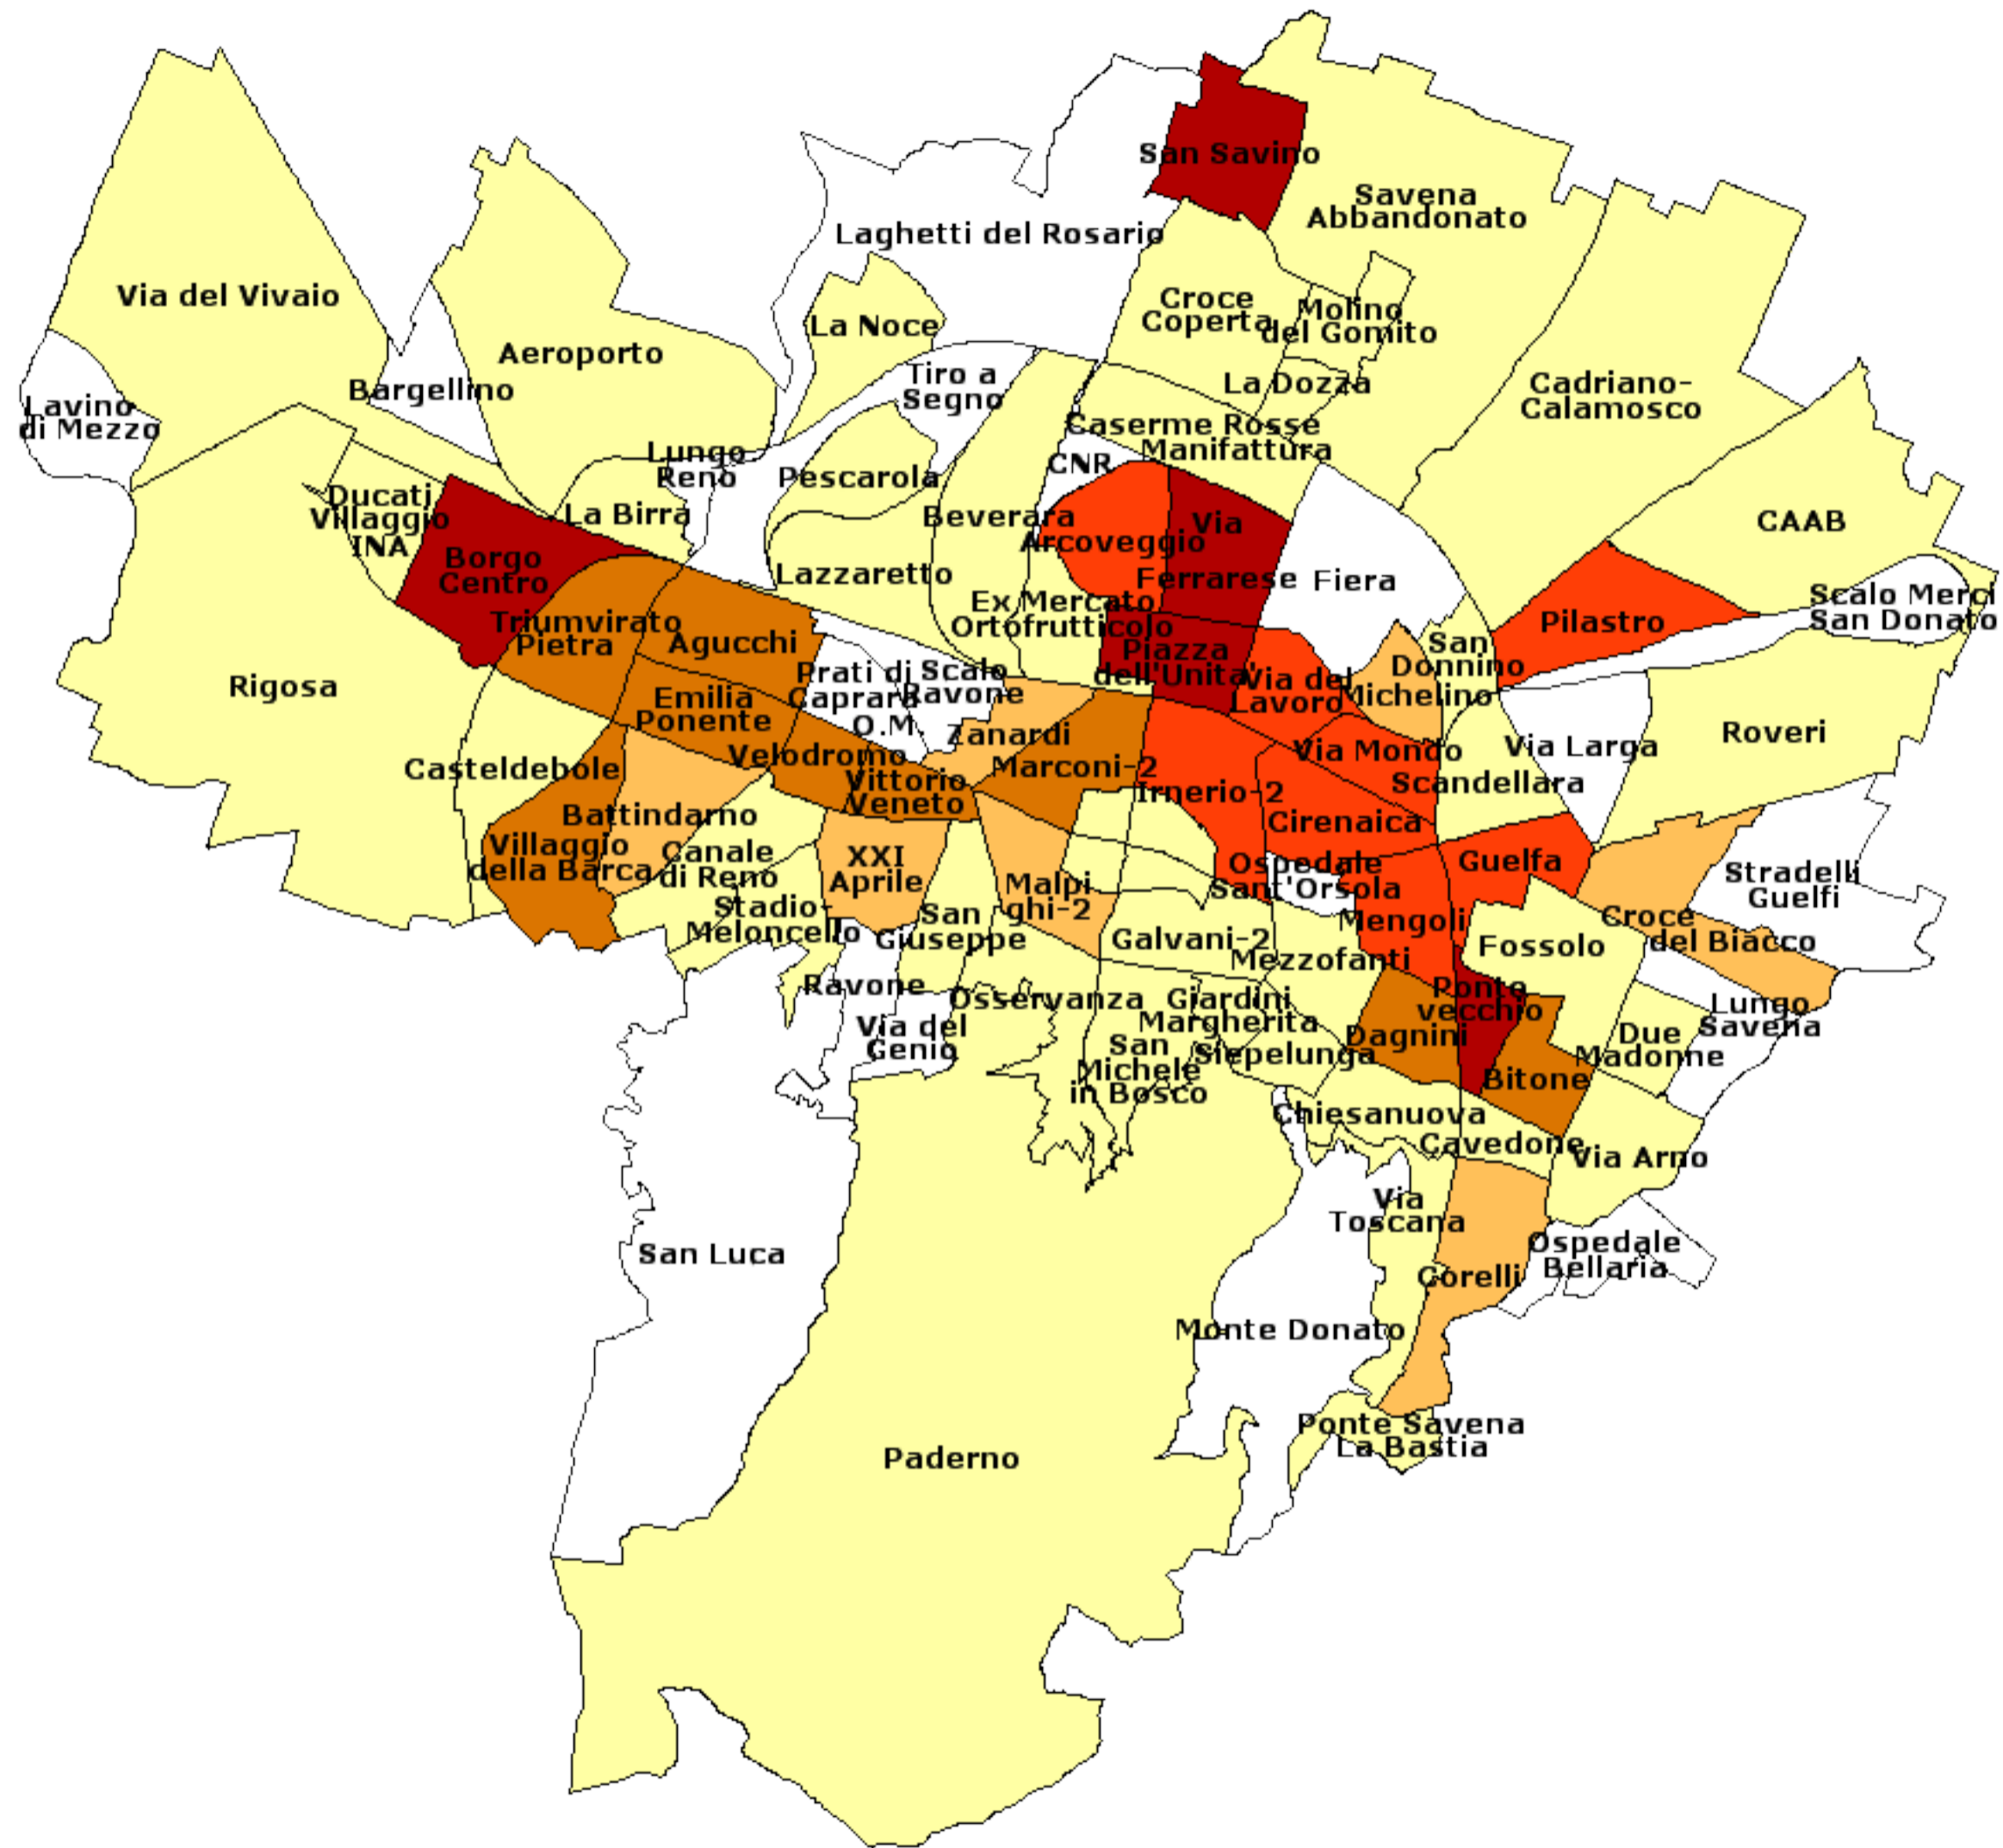 San Savino
Savena
Abbandonato
Laghetti del Rosario
Via del Vivaio
La Noce
Croce
Coperta
Molino
del Gomito
Aeroporto
Bargellino
Tiro a
Segno
La Dozza
Cadriano-
Calamosco
Lavino
di Mezzo
Caserme Rosse
Manifattura
Lungo
Reno
Pescarola
CNR
Ducati
Villaggio
INA
La Birra
Beverara
Arcoveggio
Via
Ferrarese
Fiera
CAAB
Borgo
Centro
Lazzaretto
Ex Mercato
Ortofrutticolo
Scalo Merci
San Donato
Triumvirato
Pietra
Agucchi
Piazza
dell'Unita'
Pilastro
San
Donnino
Michelino
Via del
Lavoro
Rigosa
Prati di
Caprara
O.M.
Scalo
Ravone
Emilia
Ponente
Zanardi
Velodromo
Vittorio
Veneto
Marconi-2
Irnerio-2
Via Mondo
Scandellara
Via Larga
Roveri
Casteldebole
Battindarno
Cirenaica
Villaggio
della Barca
Canale
di Reno
XXI
Aprile
Malpi
ghi-2
Ospedale
Sant'Orsola
Guelfa
Stradelli
Guelfi
Stadio-
Meloncello
San
Giuseppe
Galvani-2
Mengoli
Fossolo
Croce
del Biacco
Mezzofanti
Ravone
Osservanza
Giardini
Margherita
Ponte
vecchio
Lungo
Savena
Via del
Genio
San
Michele
in Bosco
Siepelunga
Dagnini
Due
Madonne
Bitone
Chiesanuova
Cavedone
Via Arno
Via
Toscana
San Luca
Corelli
Ospedale
Bellaria
Monte Donato
Ponte Savena
La Bastia
Paderno